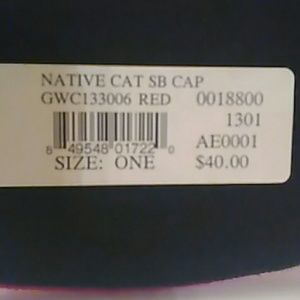 NATIVE CAT SB CAP
GWC133006 RED 0018800
1301
8 49548 01722 0
AE0001
SIZE: ONE $40.00